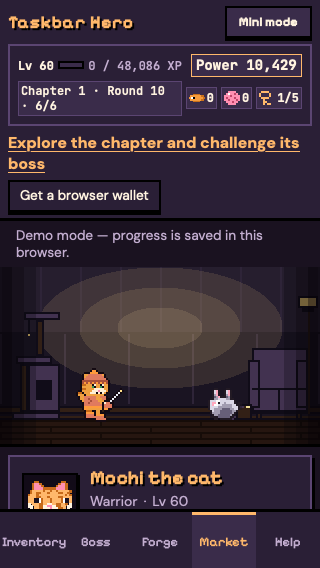 Taskbar Hero
Mini mode
Lv 60 0 / 48,086 XP Power 10,429
Chapter 1 · Round 10
· 6/6
0 0 1/5
Explore the chapter and challenge its
boss
Get a browser wallet
Demo mode — progress is saved in this
browser.
Mochi the cat
Warrior · Lv 60
Inventory Boss Forge Market Help